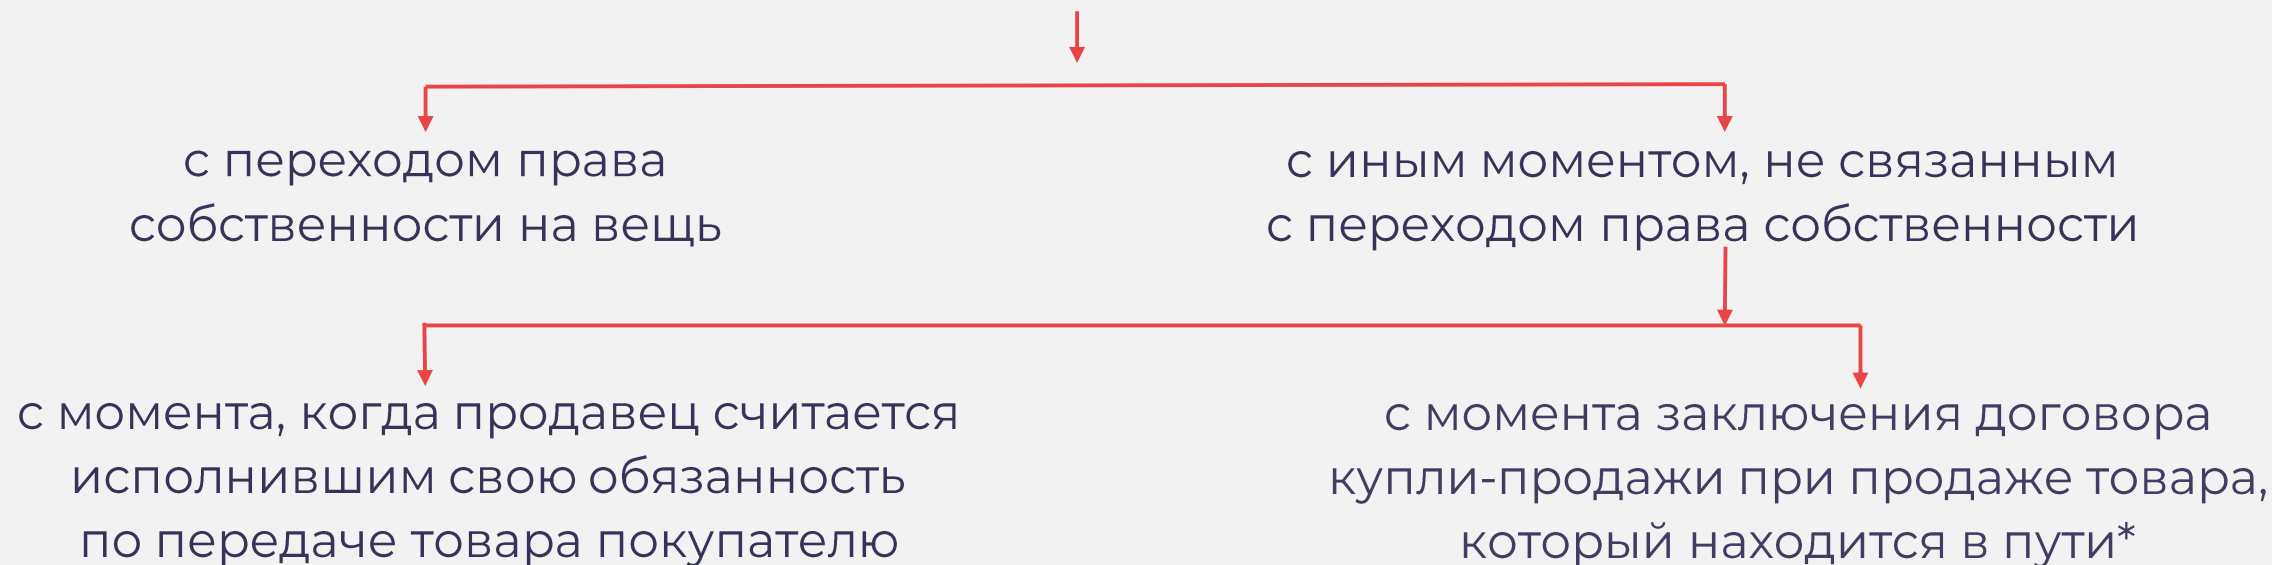 с переходом права
собственности на вещь
с иным моментом, не связанным
с переходом права собственности
с момента, когда продавец считается
исполнившим свою обязанность
по передаче товара покупателю
с момента заключения договора
купли-продажи при продаже товара,
который находится в пути*